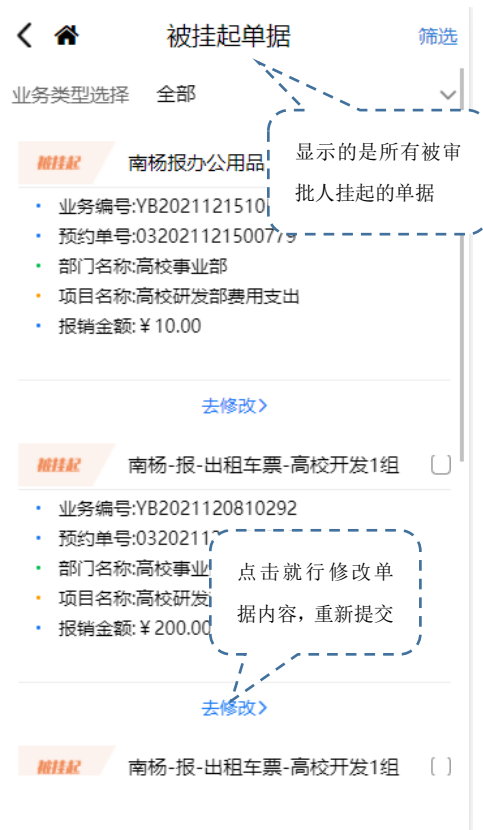 被挂起单据 筛选
业务类型选择 全部
显示的是所有被审
批人挂起的单据
被挂起 南杨报办公用品
业务编号:YB2021121510
预约单号:032021121500779
部门名称:高校事业部
项目名称:高校研发部费用支出
报销金额:¥10.00
去修改
被挂起 南杨-报-出租车票-高校开发1组
业务编号:YB2021120810292
预约单号:0320211
部门名称:高校事业
项目名称:高校研发
报销金额:¥200.00
点击就行修改单
据内容，重新提交
去修改
被挂起 南杨-报-出租车票-高校开发1组